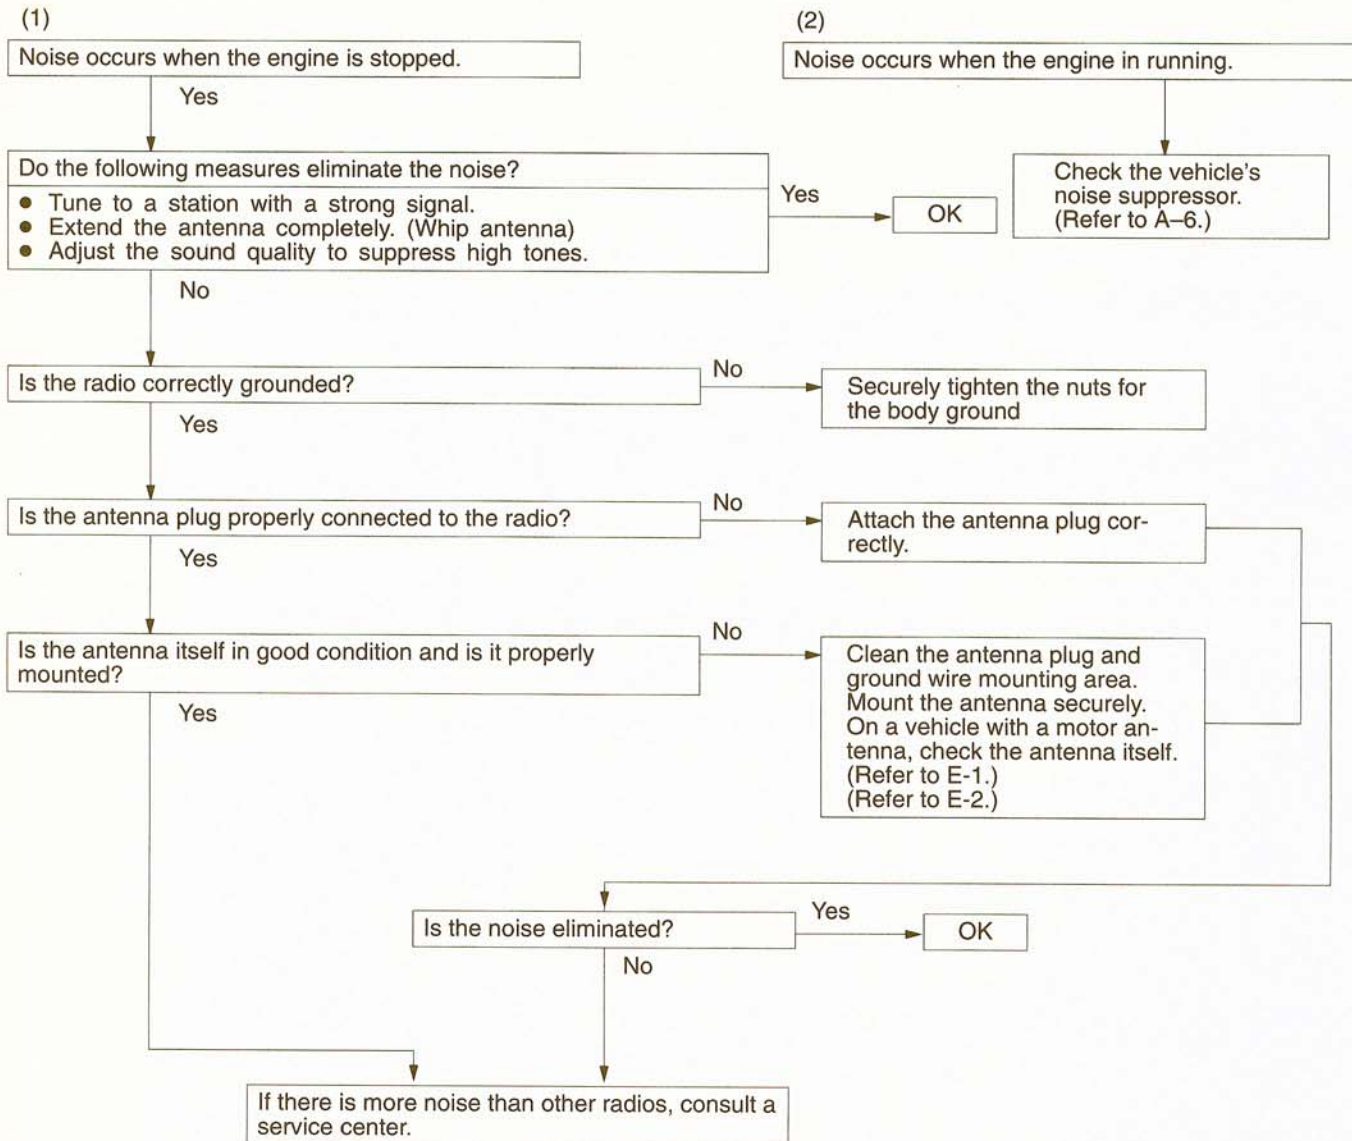 (1)
Noise occurs when the engine is stopped.
Yes
Do the following measures eliminate the noise?
● Tune to a station with a strong signal.
● Extend the antenna completely. (Whip antenna)
● Adjust the sound quality to suppress high tones.
Yes
OK
No
Is the radio correctly grounded?
No
Securely tighten the nuts for
the body ground
Yes
Is the antenna plug properly connected to the radio?
No
Attach the antenna plug cor-
rectly.
Yes
Is the antenna itself in good condition and is it properly
mounted?
No
Clean the antenna plug and
ground wire mounting area.
Mount the antenna securely.
On a vehicle with a motor an-
tenna, check the antenna itself.
(Refer to E-1.)
(Refer to E-2.)
Yes
Is the noise eliminated?
Yes
OK
No
If there is more noise than other radios, consult a
service center.
(2)
Noise occurs when the engine in running.
Check the vehicle's
noise suppressor.
(Refer to A–6.)